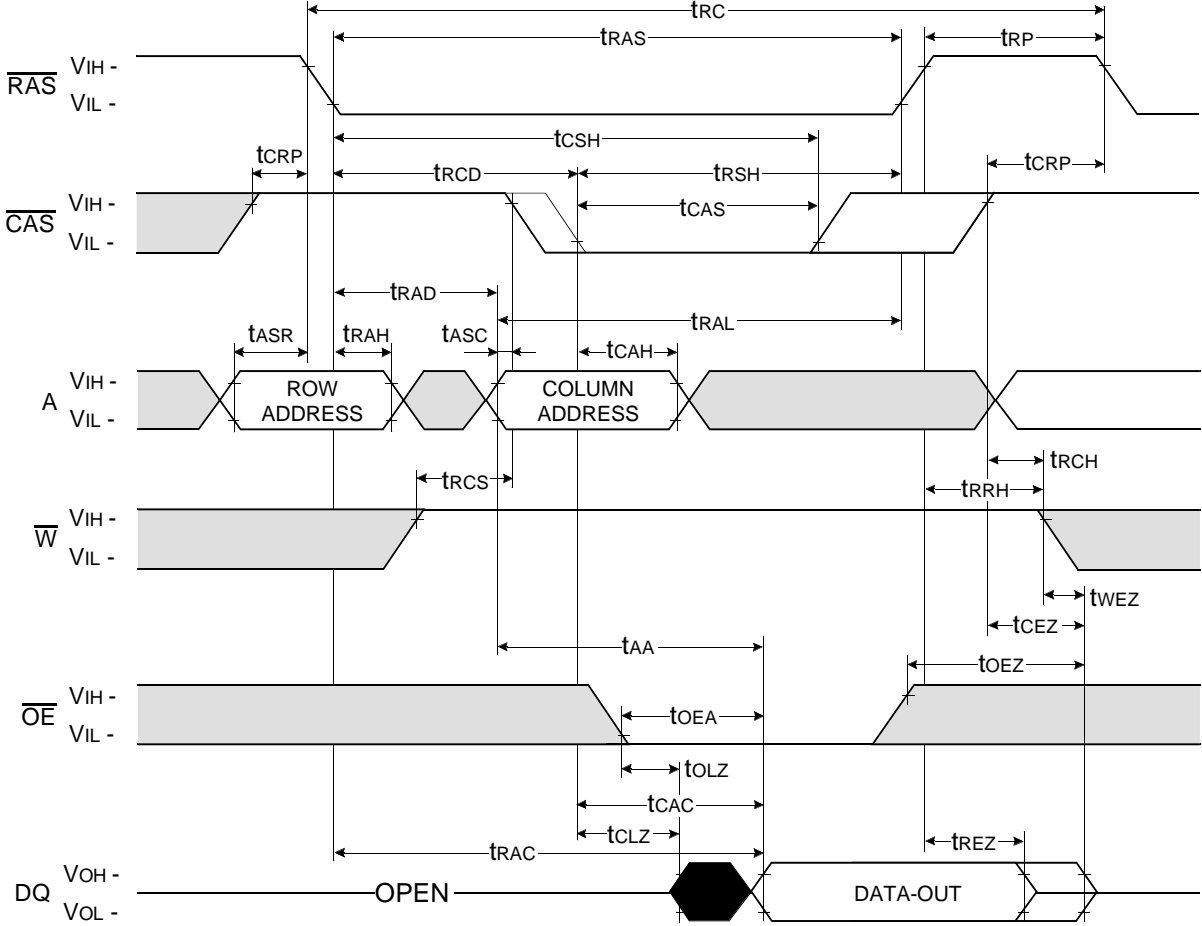 tRC
tRAS
tRP
RAS
VIH -
VIL -
tCSH
tCRP
tRCD
tRSH
tCRP
CAS
VIH -
VIL -
tCAS
tRAD
tRAL
tASR
tRAH
tASC
tCAH
A
VIH -
VIL -
ROW
ADDRESS
COLUMN
ADDRESS
tRCH
tRCS
tRRH
W
VIH -
VIL -
tWEZ
tCEZ
tAA
tOEZ
OE
VIH -
VIL -
tOEA
tOLZ
tCAC
tCLZ
tREZ
tRAC
DQ
VOH -
VOL -
OPEN
DATA-OUT